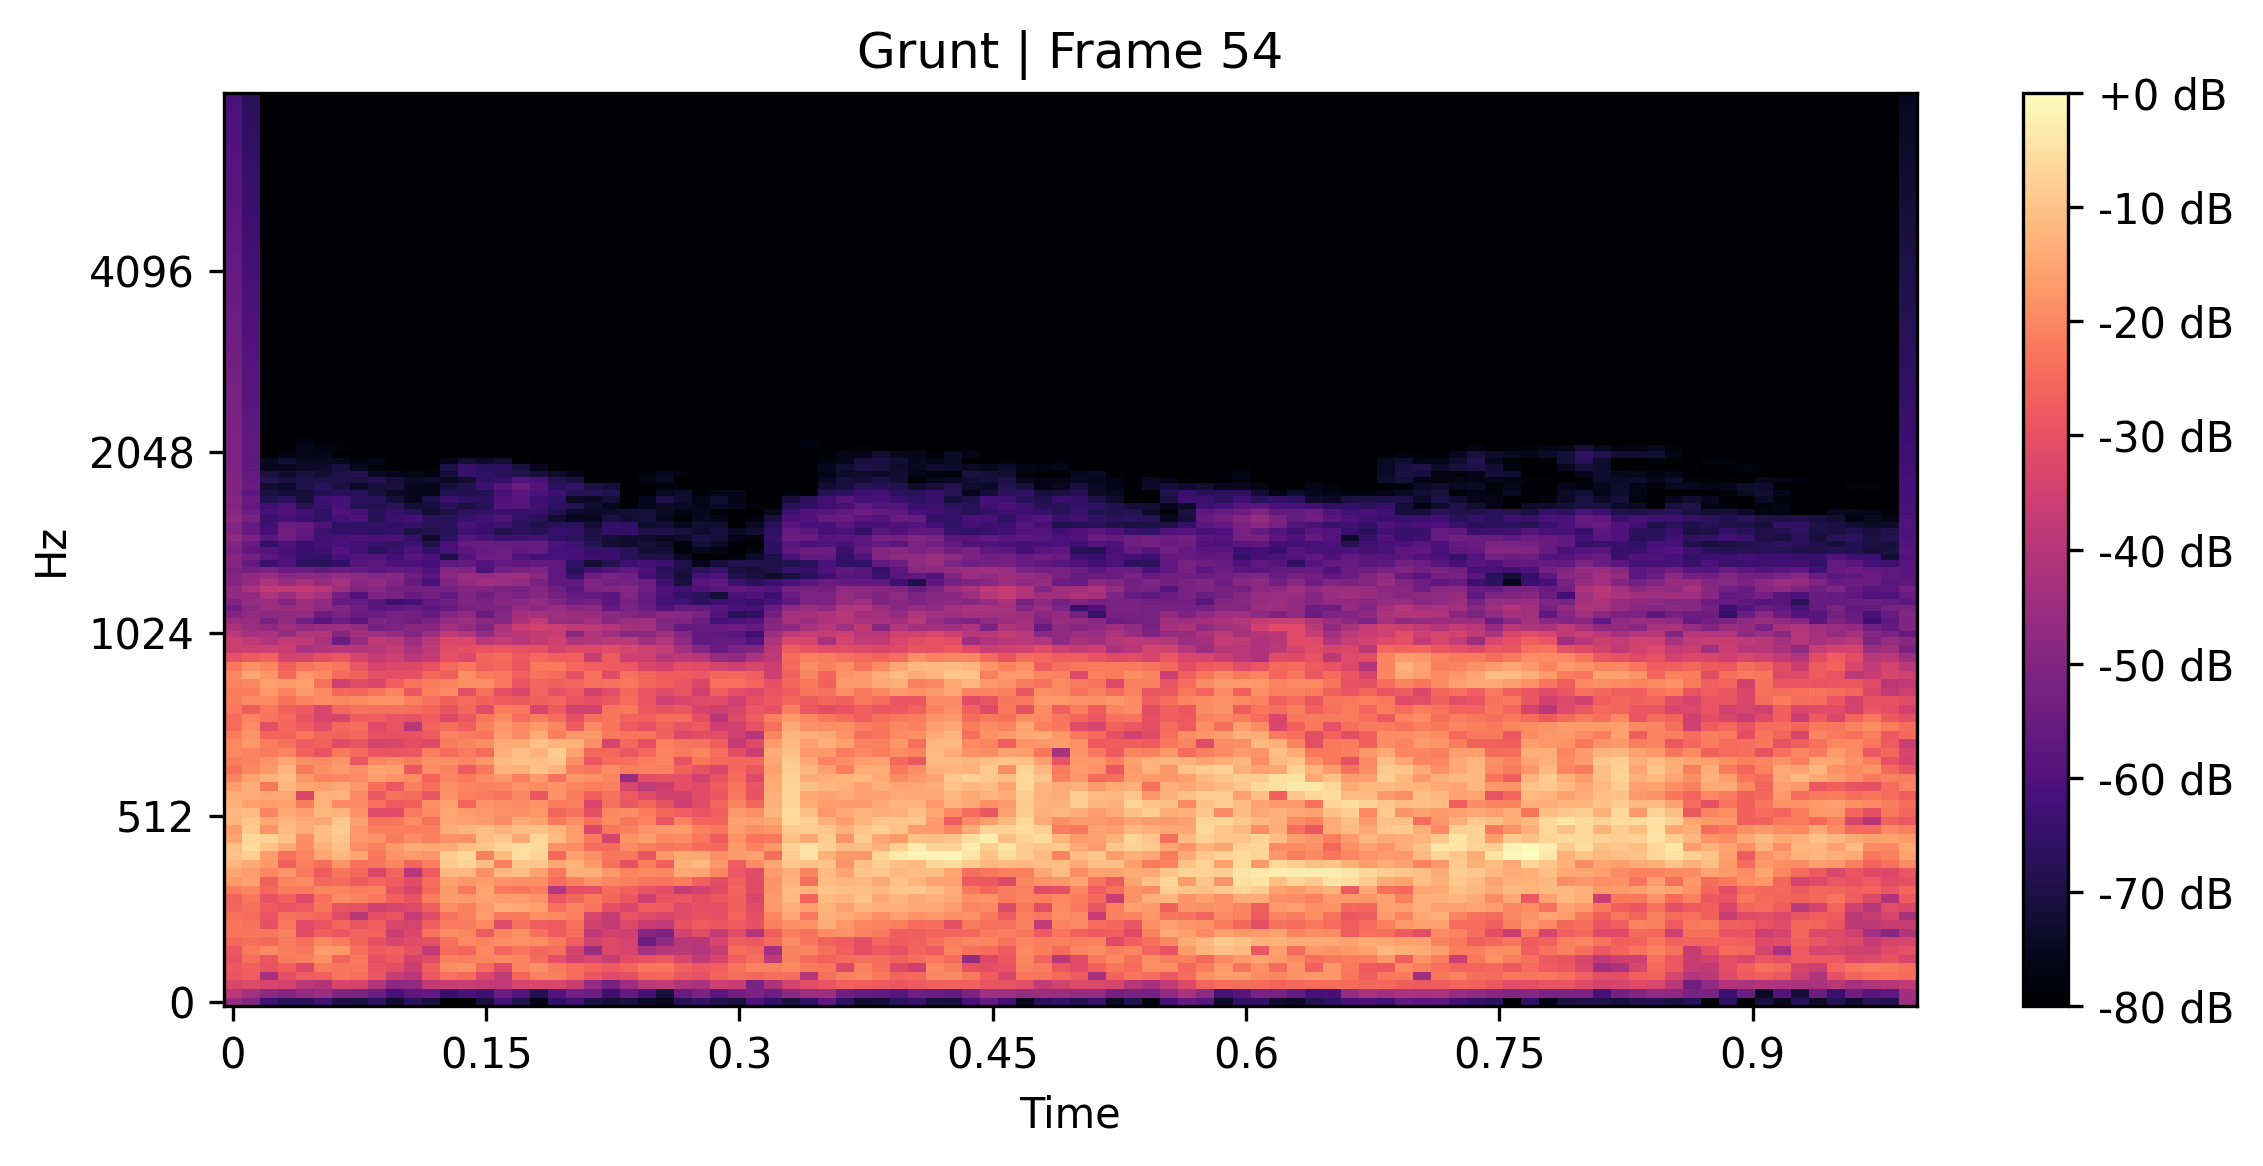 Grunt | Frame 54
Hz
4096
2048
1024
512
0
0 0.15 0.3 0.45 0.6 0.75 0.9
Time
+0 dB
-10 dB
-20 dB
-30 dB
-40 dB
-50 dB
-60 dB
-70 dB
-80 dB